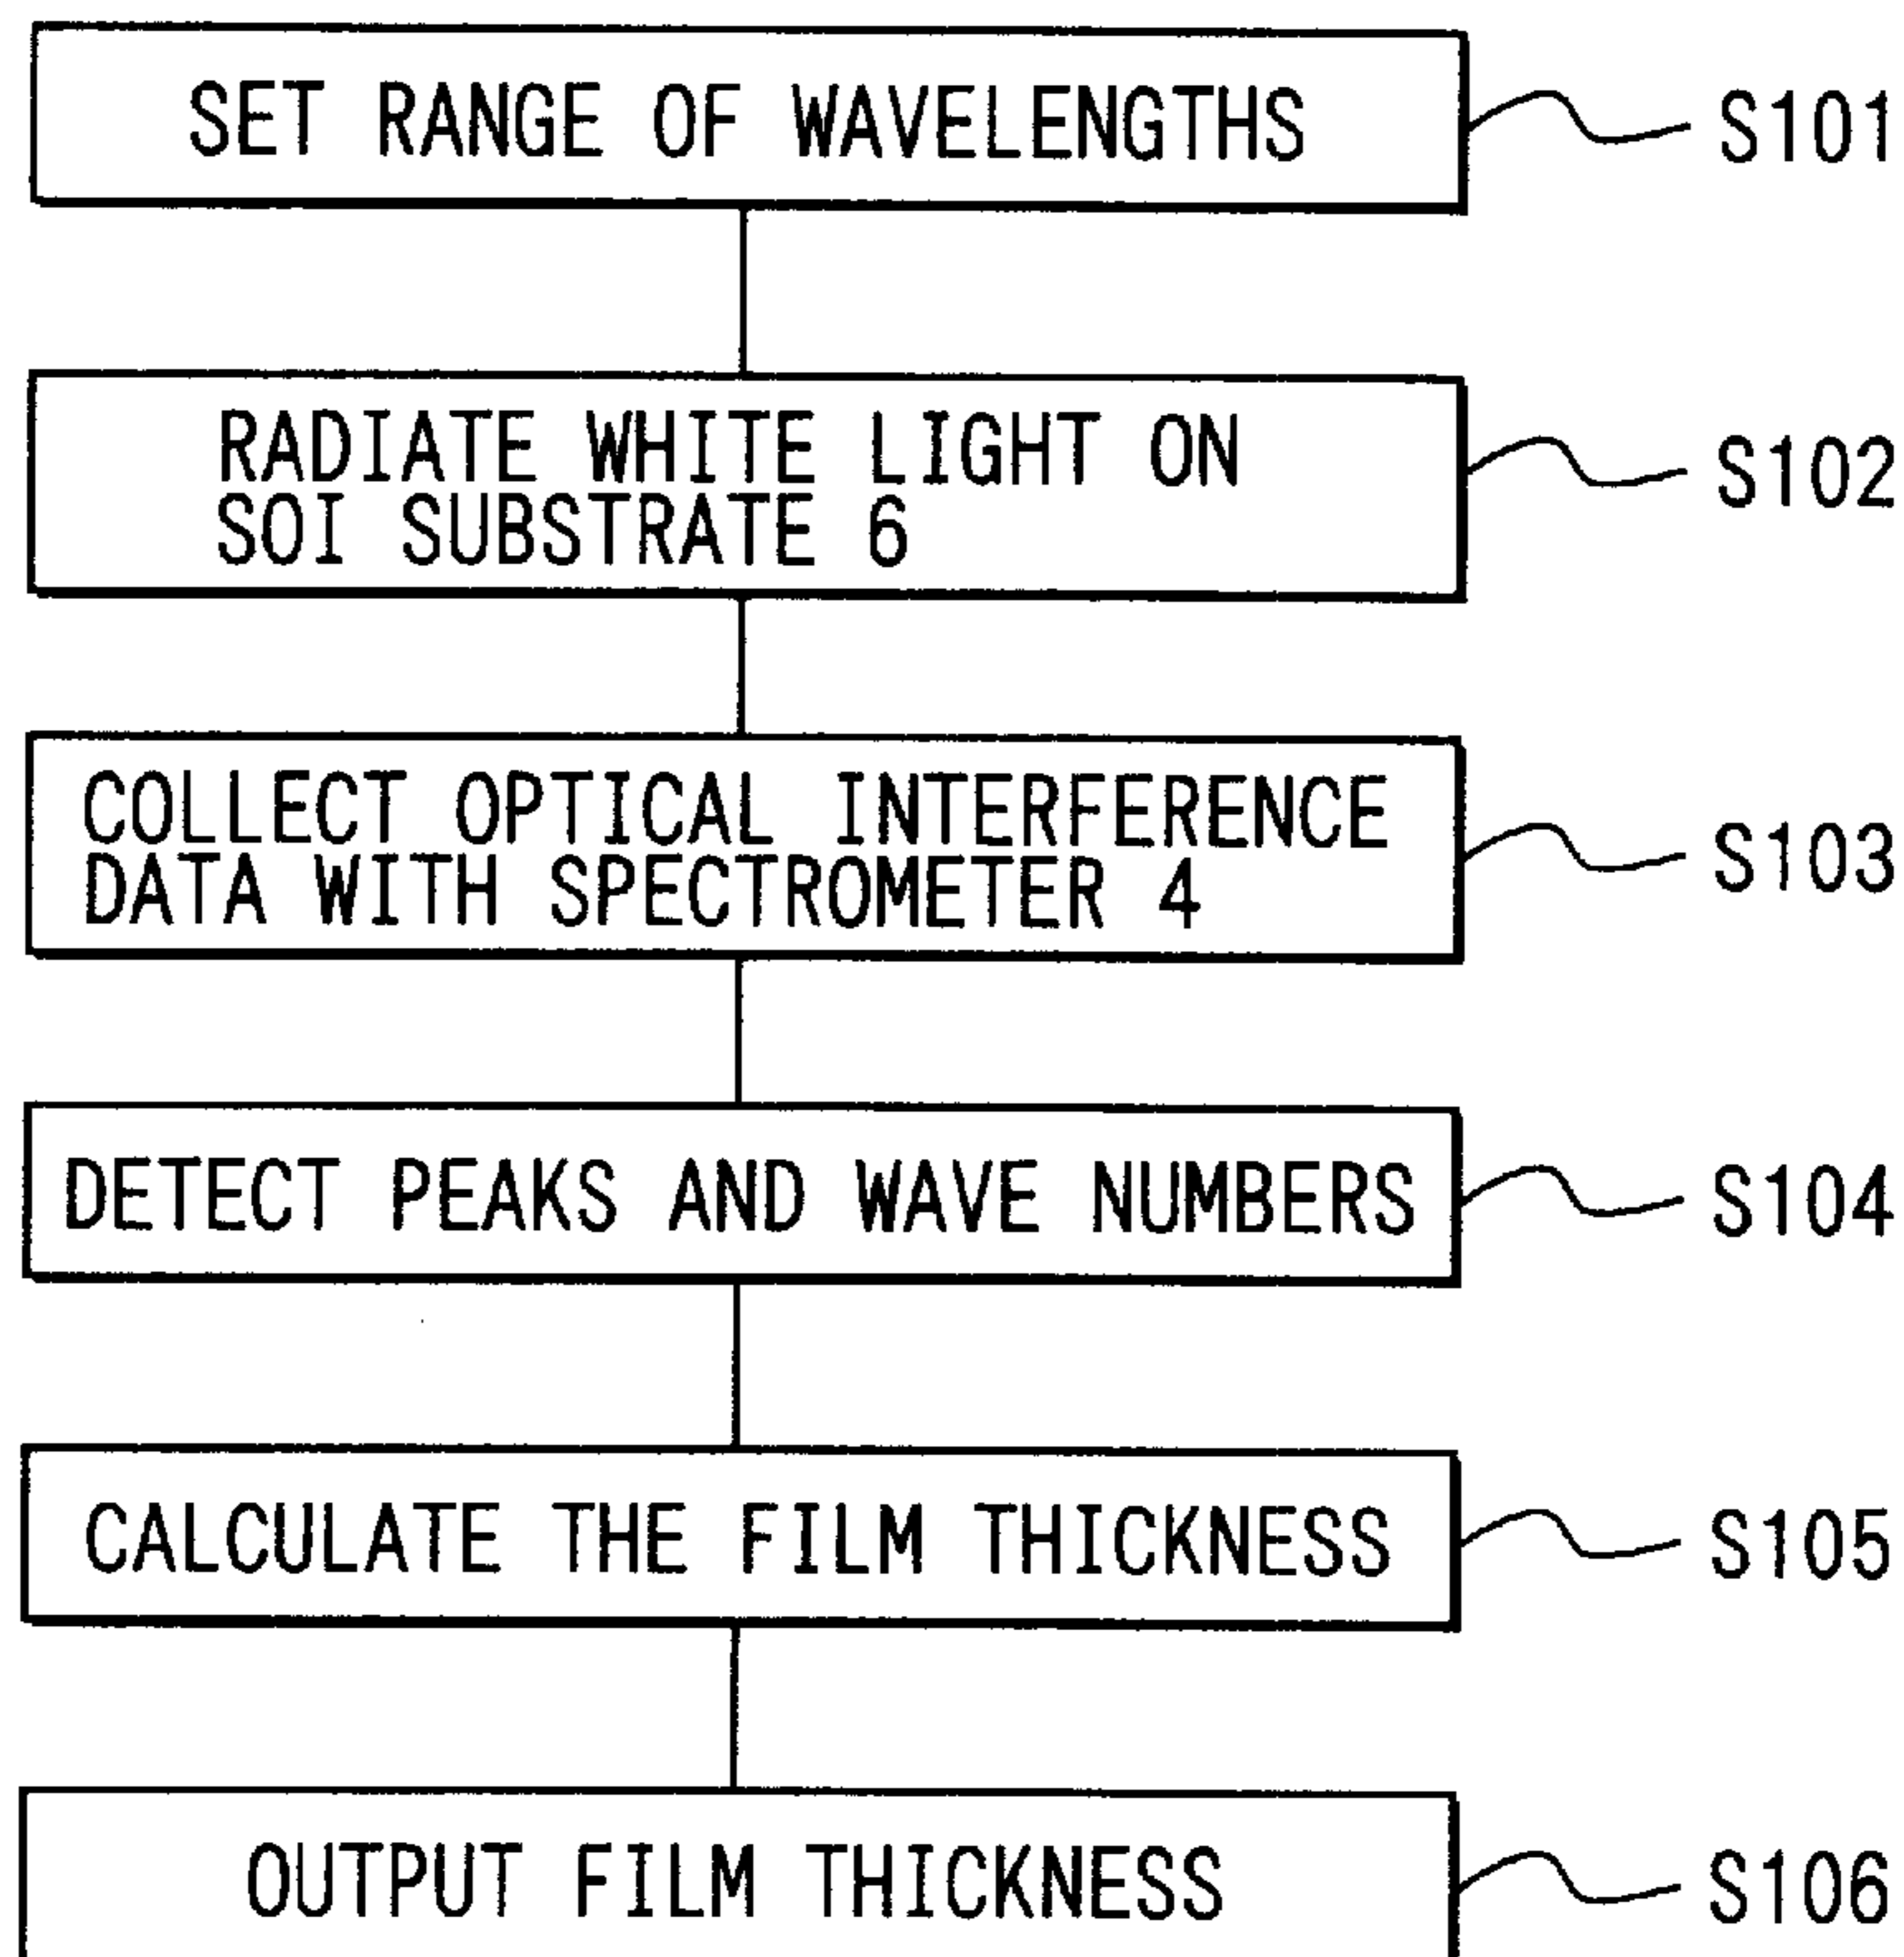 SET RANGE OF WAVELENGTHS
S101
RADIATE WHITE LIGHT ON
SOI SUBSTRATE 6
S102
COLLECT OPTICAL INTERFERENCE
DATA WITH SPECTROMETER 4
S103
DETECT PEAKS AND WAVE NUMBERS
S104
CALCULATE THE FILM THICKNESS
S105
OUTPUT FILM THICKNESS
S106